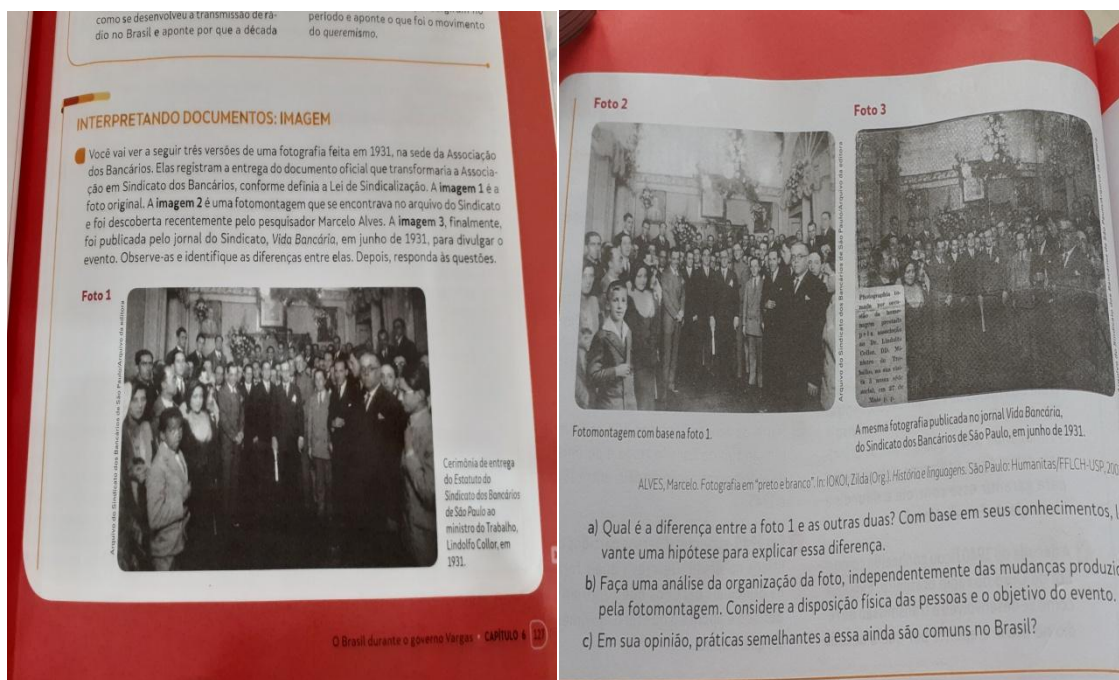 como se desenvolveu a transmissão de rá-
dio no Brasil e aponte por que a década
período e aponte o que foi o movimento
do queremismo.
INTERPRETANDO DOCUMENTOS: IMAGEM
Você vai ver a seguir três versões de uma fotografia feita em 1931, na sede da Associação
dos Bancários. Elas registram a entrega do documento oficial que transformaria a Associa-
ção em Sindicato dos Bancários, conforme definia a Lei de Sindicalização. A imagem 1 é a
foto original. A imagem 2 é uma fotomontagem que se encontrava no arquivo do Sindicato
e foi descoberta recentemente pelo pesquisador Marcelo Alves. A imagem 3, finalmente,
foi publicada pelo jornal do Sindicato, Vida Bancária, em junho de 1931, para divulgar o
evento. Observe-as e identifique as diferenças entre elas. Depois, responda às questões.
Foto 1
Arquivo do Sindicato dos Bancários de São Paulo/Arquivo da editora
Cerimônia de entrega
do Estatuto do
Sindicato dos Bancários
de São Paulo ao
ministro do Trabalho,
Lindolfo Collor, em
1931.
O Brasil durante o governo Vargas • CAPÍTULO 6 127
Foto 2
Arquivo do Sindicato dos Bancários de São Paulo/Arquivo da editora
Fotomontagem com base na foto 1.
Foto 3
Photographia
A mesma fotografia publicada no jornal Vida Bancária,
do Sindicato dos Bancários de São Paulo, em junho de 1931.
ALVES, Marcelo. Fotografia em "preto e branco". In: IOKOI, Zilda (Org.). História e linguagens. São Paulo: Humanitas/FFLCH-USP,
a) Qual é a diferença entre a foto 1 e as outras duas? Com base em seus conhecimentos,
vante uma hipótese para explicar essa diferença.
b) Faça uma análise da organização da foto, independentemente das mudanças
pela fotomontagem. Considere a disposição física das pessoas e o objetivo do evento.
c) Em sua opinião, práticas semelhantes a essa ainda são comuns no Brasil?